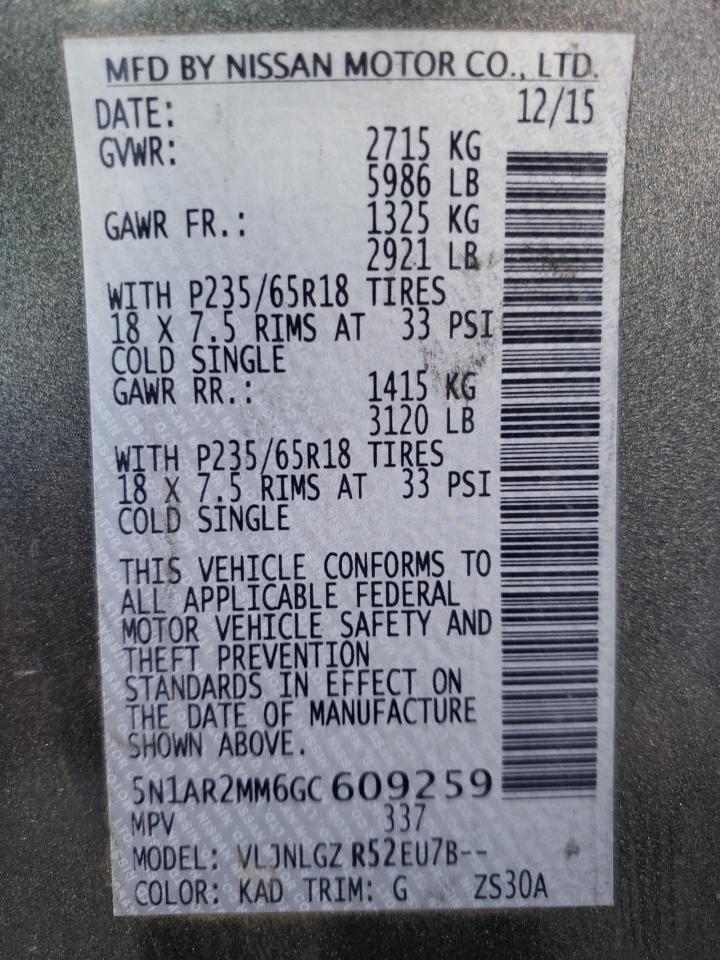 MFD BY NISSAN MOTOR CO., LTD.
DATE: 12/15
GVWR: 2715 KG
5986 LB
GAWR FR.: 1325 KG
2921 LB
WITH P235/65R18 TIRES
18 X 7.5 RIMS AT 33 PSI
COLD SINGLE
GAWR RR.: 1415 KG
3120 LB
WITH P235/65R18 TIRES
18 X 7.5 RIMS AT 33 PSI
COLD SINGLE
THIS VEHICLE CONFORMS TO
ALL APPLICABLE FEDERAL
MOTOR VEHICLE SAFETY AND
THEFT PREVENTION
STANDARDS IN EFFECT ON
THE DATE OF MANUFACTURE
SHOWN ABOVE.
5N1AR2MM6GC 609259
MPV 337
MODEL: VLJNLGZ R52EU7B--
COLOR: KAD TRIM: G ZS30A